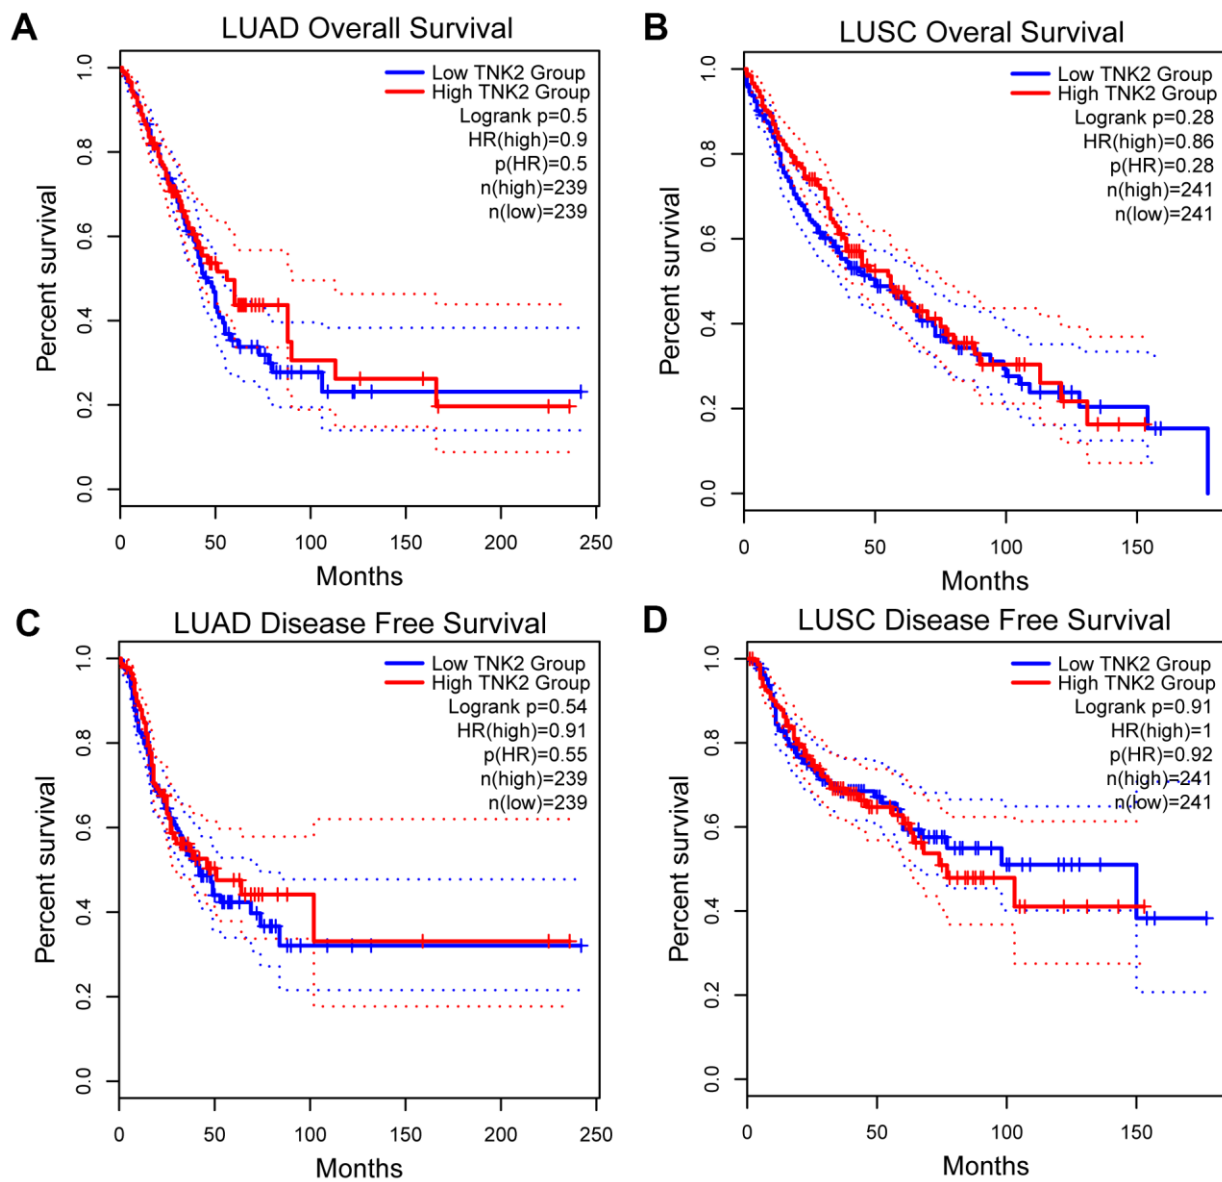 A
LUAD Overall Survival
Low TNK2 Group
High TNK2 Group
Logrank p=0.5
HR(high)=0.9
p(HR)=0.5
n(high)=239
n(low)=239
Percent survival
1.0
0.8
0.6
0.4
0.2
0.0
0 50 100 150 200 250
Months
B
LUSC Overal Survival
Low TNK2 Group
High TNK2 Group
Logrank p=0.28
HR(high)=0.86
p(HR)=0.28
n(high)=241
n(low)=241
Percent survival
1.0
0.8
0.6
0.4
0.2
0.0
0 50 100 150
Months
C
LUAD Disease Free Survival
Low TNK2 Group
High TNK2 Group
Logrank p=0.54
HR(high)=0.91
p(HR)=0.55
n(high)=239
n(low)=239
Percent survival
1.0
0.8
0.6
0.4
0.2
0.0
0 50 100 150 200 250
Months
D
LUSC Disease Free Survival
Low TNK2 Group
High TNK2 Group
Logrank p=0.91
HR(high)=1
p(HR)=0.92
n(high)=241
n(low)=241
Percent survival
1.0
0.8
0.6
0.4
0.2
0.0
0 50 100 150
Months